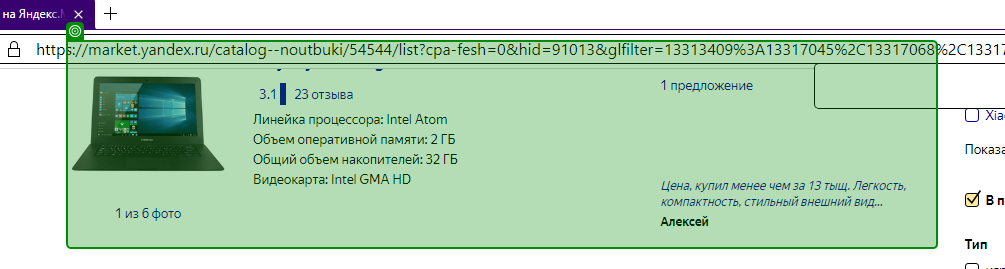 на Яндекс.М
https://market.yandex.ru/catalog--noutbuki/54544/list?cpa-fesh=0&hid=91013&glfilter=13313409%3A13317045%2C13317068%2C13317
3.1 23 отзыва
1 предложение
Линейка процессора: Intel Atom
Объем оперативной памяти: 2 ГБ
Общий объем накопителей: 32 ГБ
Видеокарта: Intel GMA HD
1 из 6 фото
Цена, купил менее чем за 13 тыщ. Легкость,
компактность, стильный внешний вид...
Алексей
Xia
Показа
В п
Тип